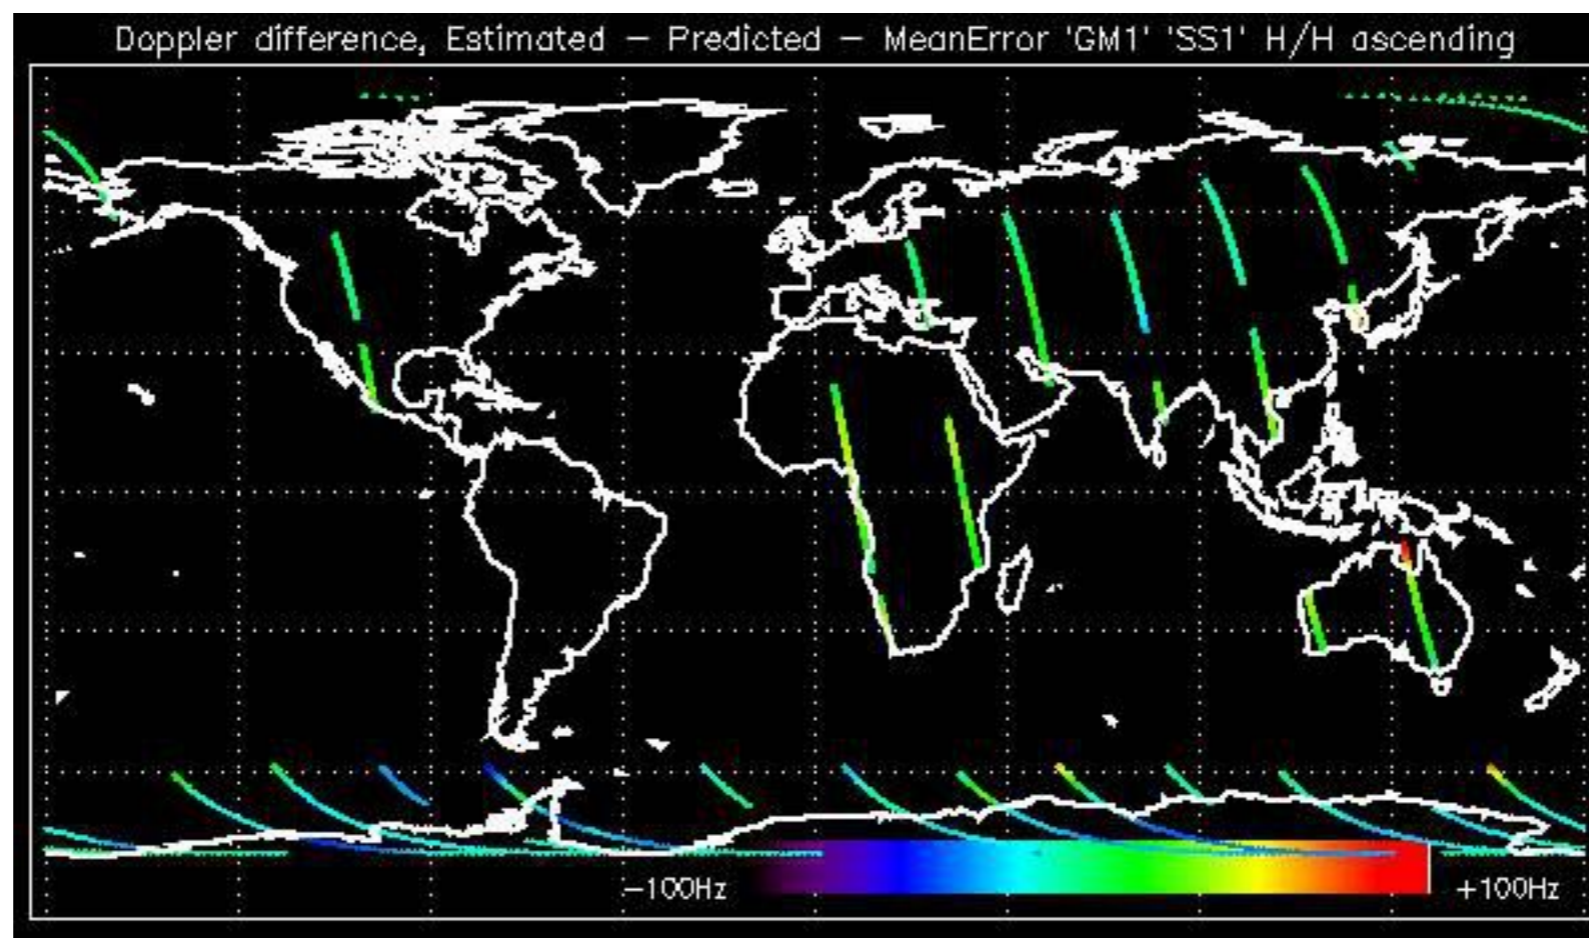 Doppler difference, Estimated – Predicted – MeanError 'GM1' 'SS1' H/H ascending
−100Hz
+100Hz